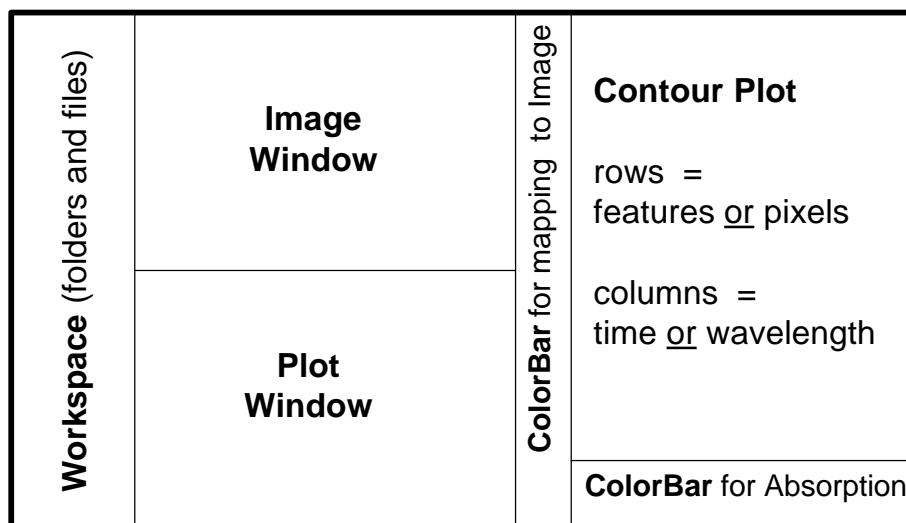 Workspace (folders and files)
Image
Window
Plot
Window
ColorBar for mapping to Image
Contour Plot
rows =
features or pixels
columns =
time or wavelength
ColorBar for Absorption